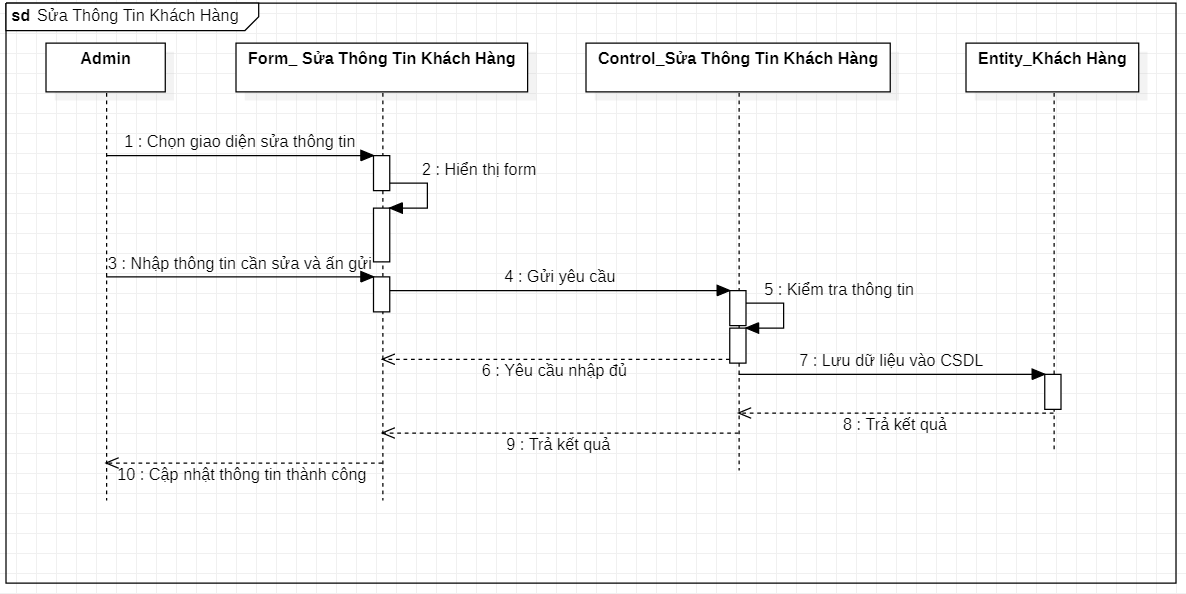 sd Sửa Thông Tin Khách Hàng
Admin
Form_ Sửa Thông Tin Khách Hàng
Control_Sửa Thông Tin Khách Hàng
Entity_Khách Hàng
1 : Chọn giao diện sửa thông tin
2 : Hiển thị form
3 : Nhập thông tin cần sửa và ấn gửi
4 : Gửi yêu cầu
5 : Kiểm tra thông tin
6 : Yêu cầu nhập đủ
7 : Lưu dữ liệu vào CSDL
8 : Trả kết quả
9 : Trả kết quả
10 : Cập nhật thông tin thành công